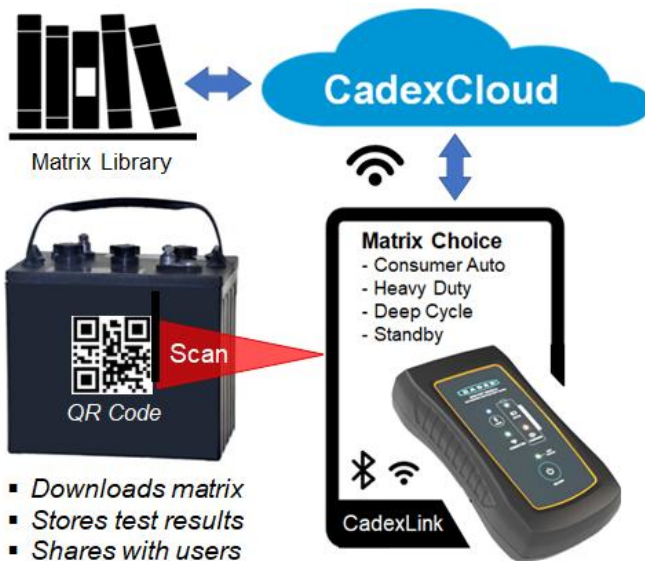 CadexCloud
Matrix Library
Matrix Choice
- Consumer Auto
- Heavy Duty
- Deep Cycle
- Standby
Scan
QR Code
CADEX
▪ Downloads matrix
▪ Stores test results
▪ Shares with users
CadexLink